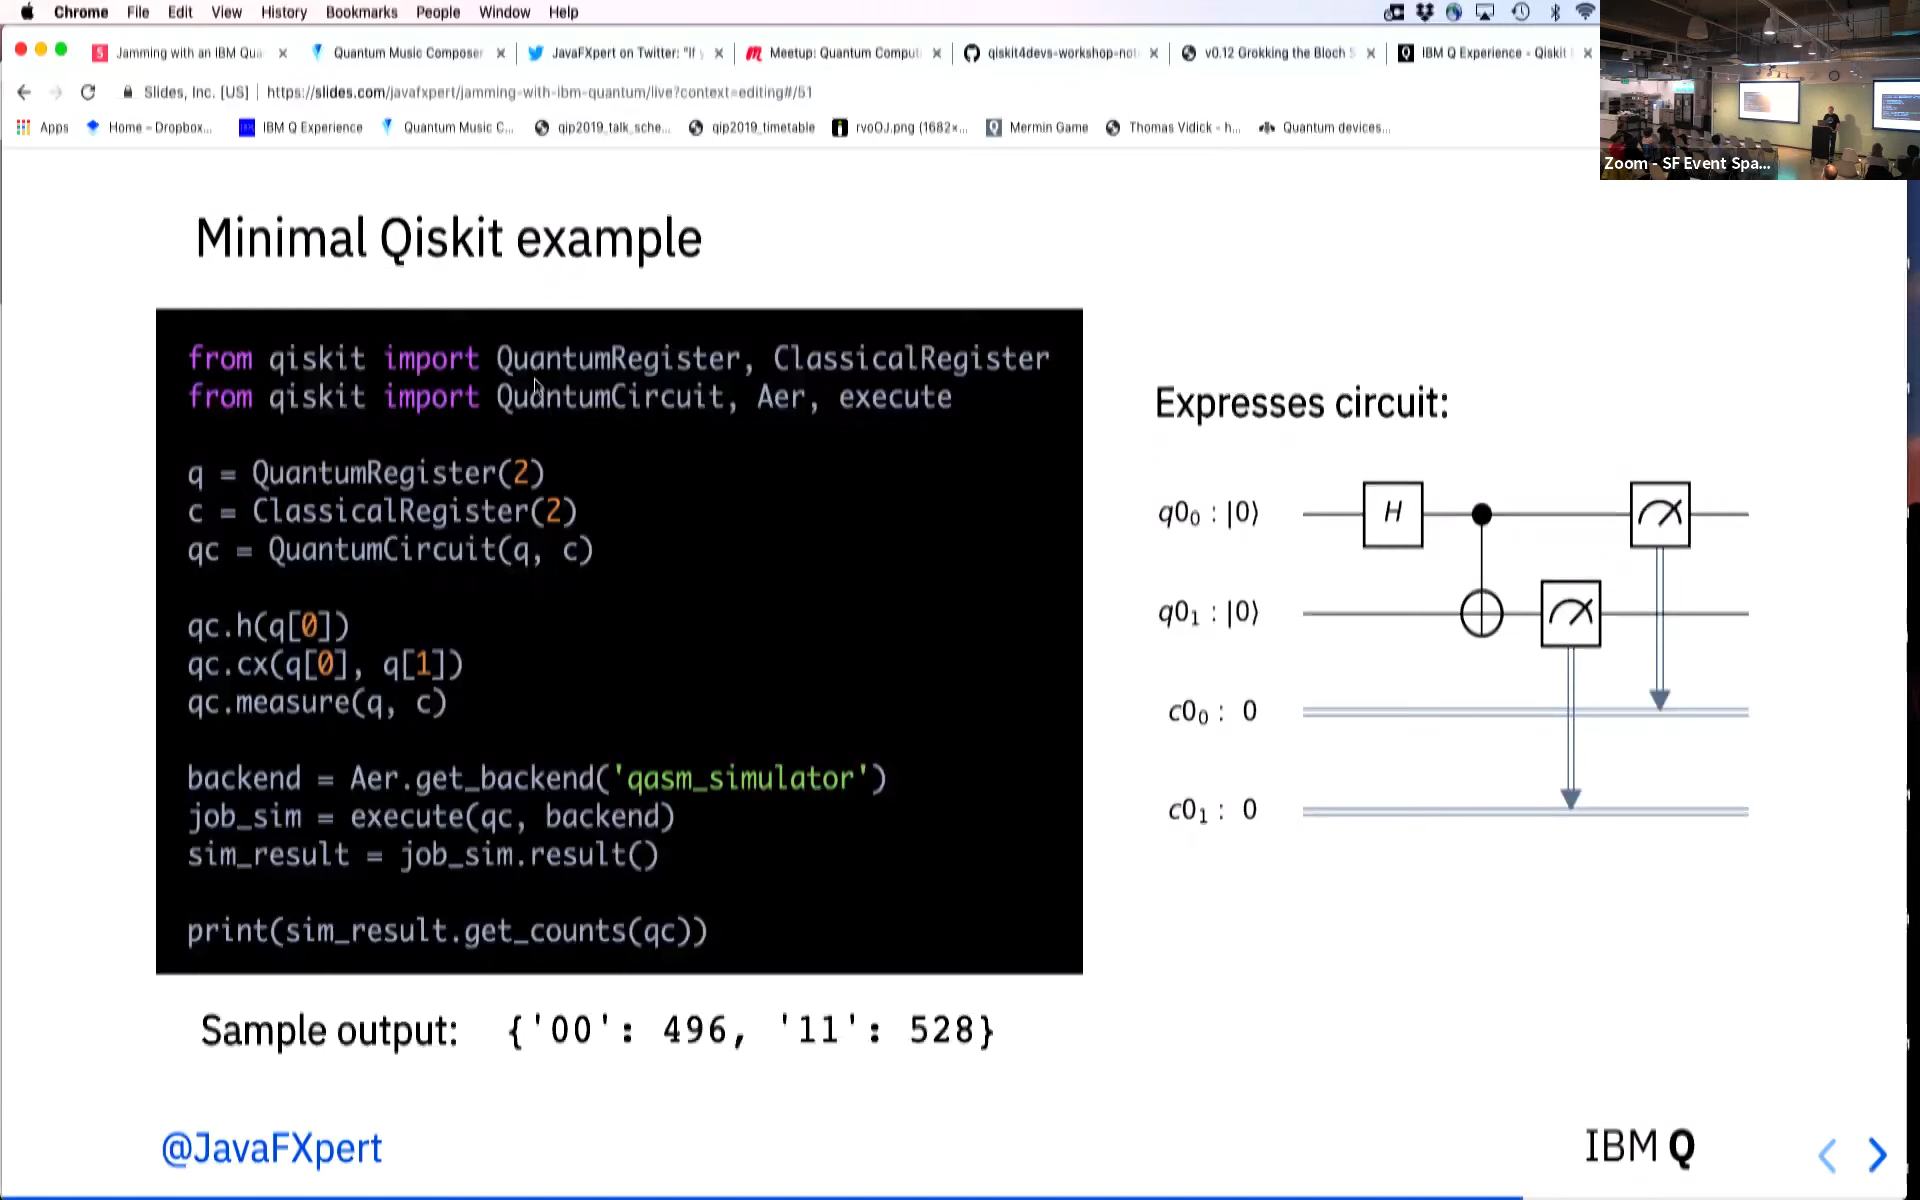 Chrome File Edit View History Bookmarks People Window Help
Jamming with an IBM Qua
Quantum Music Composer
JavaFXpert on Twitter: "If y
Meetup: Quantum Comput
qiskit4devs-workshop-not
v0.12 Grokking the Bloch S
IBM Q Experience - Qiskit
Slides, Inc. [US] | https://slides.com/javafxpert/jamming-with-ibm-quantum/live?context=editing#/51
Apps Home - Dropbox... IBM Q Experience Quantum Music C... qip2019_talk_sche... qip2019_timetable rvoOJ.png (1682×... Mermin Game Thomas Vidick - h... Quantum devices...
Zoom - SF Event Spa...
Minimal Qiskit example
from qiskit import QuantumRegister, ClassicalRegister
from qiskit import QuantumCircuit, Aer, execute
q = QuantumRegister(2)
c = ClassicalRegister(2)
qc = QuantumCircuit(q, c)
qc.h(q[0])
qc.cx(q[0], q[1])
qc.measure(q, c)
backend = Aer.get_backend('qasm_simulator')
job_sim = execute(qc, backend)
sim_result = job_sim.result()
print(sim_result.get_counts(qc))
Expresses circuit:
q0₀ : |0⟩ H
q0₁ : |0⟩
c0₀ : 0
c0₁ : 0
Sample output: {'00': 496, '11': 528}
@JavaFXpert
IBM Q